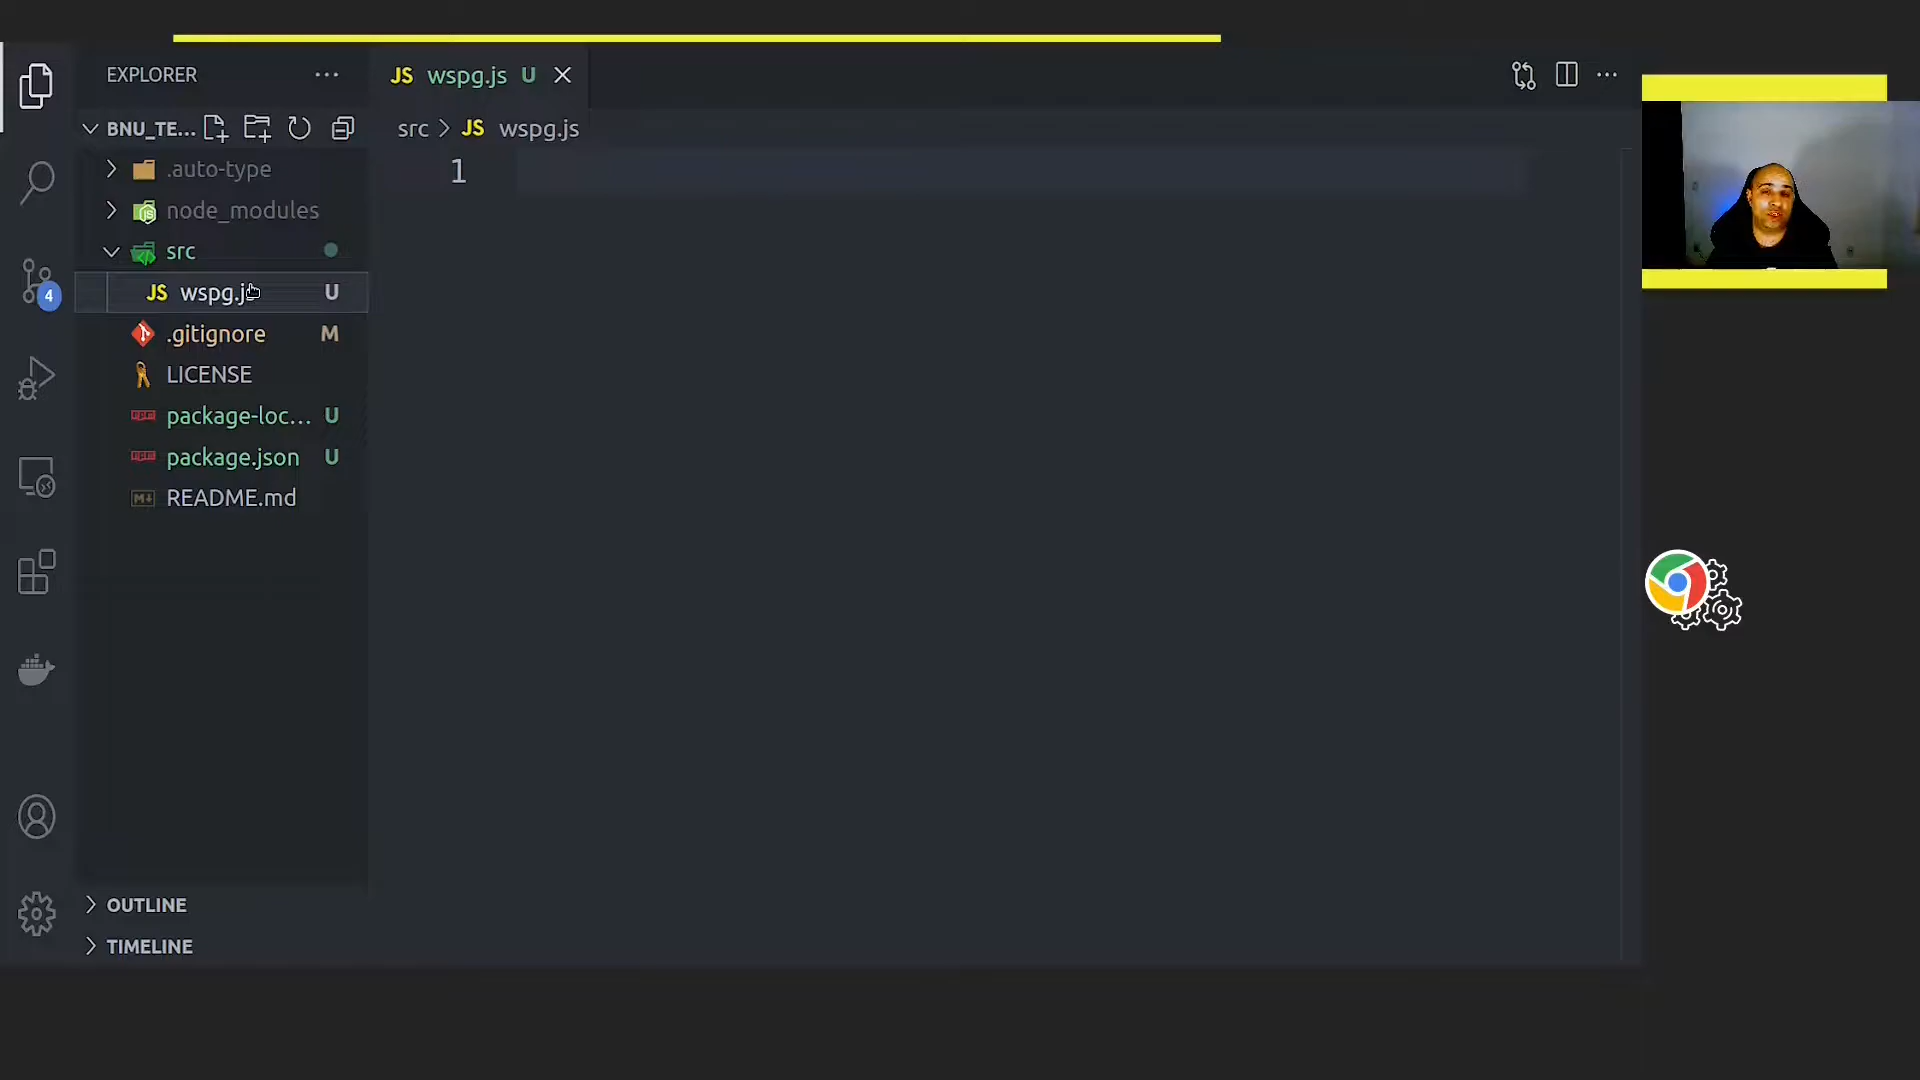 EXPLORER
JS wspg.js U
BNU_TE...
src > JS wspg.js
.auto-type
1
node_modules
src
JS wspg.js U
.gitignore M
4
LICENSE
package-loc... U
package.json U
README.md
OUTLINE
TIMELINE